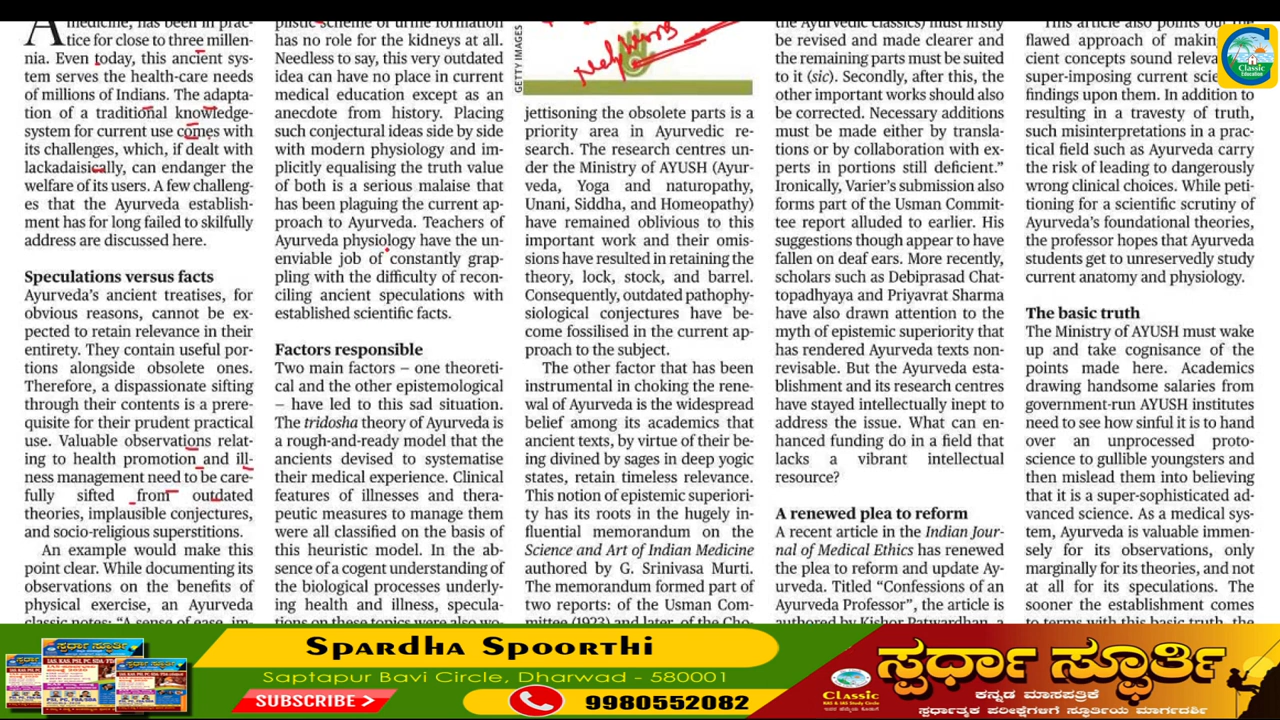 medicine, has been in prac-
tice for close to three millen-
nia. Even today, this ancient sys-
tem serves the health-care needs
of millions of Indians. The adapta-
tion of a traditional knowledge-
system for current use comes with
its challenges, which, if dealt with
lackadaisically, can endanger the
welfare of its users. A few challeng-
es that the Ayurveda establish-
ment has for long failed to skilfully
address are discussed here.
Speculations versus facts
Ayurveda's ancient treatises, for
obvious reasons, cannot be ex-
pected to retain relevance in their
entirety. They contain useful por-
tions alongside obsolete ones.
Therefore, a dispassionate sifting
through their contents is a prere-
quisite for their prudent practical
use. Valuable observations relat-
ing to health promotion and ill-
ness management need to be care-
fully sifted from outdated
theories, implausible conjectures,
and socio-religious superstitions.
An example would make this
point clear. While documenting its
observations on the benefits of
physical exercise, an Ayurveda
classic notes: "A sense of ease, im-
plistic scheme of urine formation
has no role for the kidneys at all.
Needless to say, this very outdated
idea can have no place in current
medical education except as an
anecdote from history. Placing
such conjectural ideas side by side
with modern physiology and im-
plicitly equalising the truth value
of both is a serious malaise that
has been plaguing the current ap-
proach to Ayurveda. Teachers of
Ayurveda physiology have the un-
enviable job of constantly grap-
pling with the difficulty of recon-
ciling ancient speculations with
established scientific facts.
Factors responsible
Two main factors – one theoreti-
cal and the other epistemological
– have led to this sad situation.
The tridosha theory of Ayurveda is
a rough-and-ready model that the
ancients devised to systematise
their medical experience. Clinical
features of illnesses and thera-
peutic measures to manage them
were all classified on the basis of
this heuristic model. In the ab-
sence of a cogent understanding of
the biological processes underly-
ing health and illness, specula-
tions on these topics were also wo-
GETTY IMAGES
jettisoning the obsolete parts is a
priority area in Ayurvedic re-
search. The research centres un-
der the Ministry of AYUSH (Ayur-
veda, Yoga and naturopathy,
Unani, Siddha, and Homeopathy)
have remained oblivious to this
important work and their omis-
sions have resulted in retaining the
theory, lock, stock, and barrel.
Consequently, outdated pathophy-
siological conjectures have be-
come fossilised in the current ap-
proach to the subject.
The other factor that has been
instrumental in choking the rene-
wal of Ayurveda is the widespread
belief among its academics that
ancient texts, by virtue of their be-
ing divined by sages in deep yogic
states, retain timeless relevance.
This notion of epistemic superiori-
ty has its roots in the hugely in-
fluential memorandum on the
Science and Art of Indian Medicine
authored by G. Srinivasa Murti.
The memorandum formed part of
two reports: of the Usman Com-
mittee (1923) and later, of the Cho-
the Ayurvedic classics) must firstly
be revised and made clearer and
the remaining parts must be suited
to it (sic). Secondly, after this, the
other important works should also
be corrected. Necessary additions
must be made either by transla-
tions or by collaboration with ex-
perts in portions still deficient."
Ironically, Varier's submission also
forms part of the Usman Commit-
tee report alluded to earlier. His
suggestions though appear to have
fallen on deaf ears. More recently,
scholars such as Debiprasad Chat-
topadhyaya and Priyavrat Sharma
have also drawn attention to the
myth of epistemic superiority that
has rendered Ayurveda texts non-
revisable. But the Ayurveda esta-
blishment and its research centres
have stayed intellectually inept to
address the issue. What can en-
hanced funding do in a field that
lacks a vibrant intellectual
resource?
A renewed plea to reform
A recent article in the Indian Jour-
nal of Medical Ethics has renewed
the plea to reform and update Ay-
urveda. Titled "Confessions of an
Ayurveda Professor", the article is
authored by Kishor Patwardhan, a
This article also points out the
flawed approach of making
cient concepts sound releva
super-imposing current scie
findings upon them. In addition to
resulting in a travesty of truth,
such misinterpretations in a prac-
tical field such as Ayurveda carry
the risk of leading to dangerously
wrong clinical choices. While peti-
tioning for a scientific scrutiny of
Ayurveda's foundational theories,
the professor hopes that Ayurveda
students get to unreservedly study
current anatomy and physiology.
The basic truth
The Ministry of AYUSH must wake
up and take cognisance of the
points made here. Academics
drawing handsome salaries from
government-run AYUSH institutes
need to see how sinful it is to hand
over an unprocessed proto-
science to gullible youngsters and
then mislead them into believing
that it is a super-sophisticated ad-
vanced science. As a medical sys-
tem, Ayurveda is valuable immen-
sely for its observations, only
marginally for its theories, and not
at all for its speculations. The
sooner the establishment comes
to terms with this basic truth, the
Classic
Education
Spardha Spoorthi
Saptapur Bavi Circle, Dharwad - 580001
SUBSCRIBE >
9980552082
Classic
KAS & IAS Study Circle
ಸ್ಪರ್ಧಾ ಸ್ಫೂರ್ತಿ
ಕನ್ನಡ ಮಾಸಪತ್ರಿಕೆ
ಸ್ಪರ್ಧಾತ್ಮಕ ಪರೀಕ್ಷೆಗಳಿಗೆ ಸ್ಫೂರ್ತಿಯ ಮಾರ್ಗದರ್ಶಿ